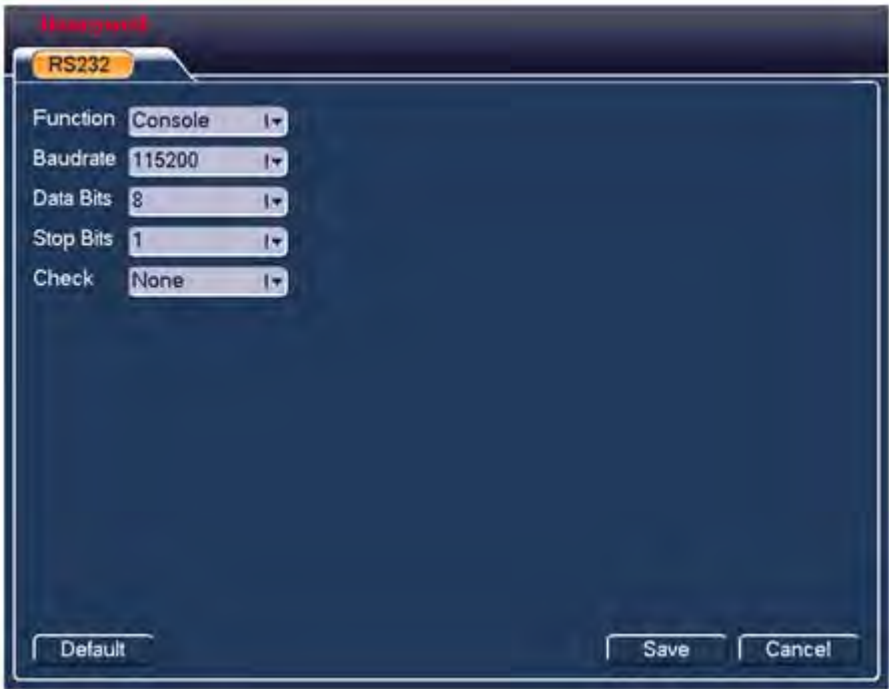 Honeywell
RS232
Function Console
Baudrate 115200
Data Bits 8
Stop Bits 1
Check None
Default Save Cancel